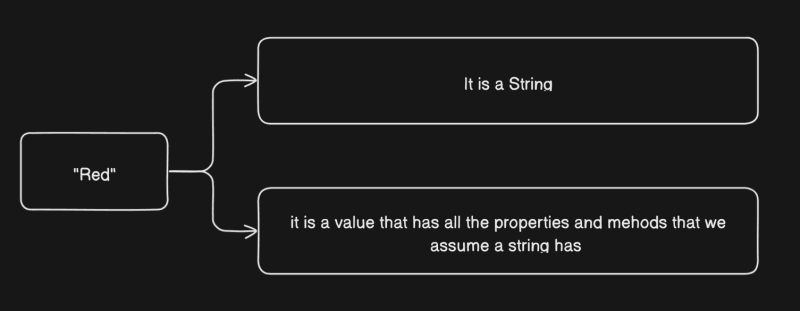 It is a String
"Red"
it is a value that has all the properties and mehods that we
assume a string has